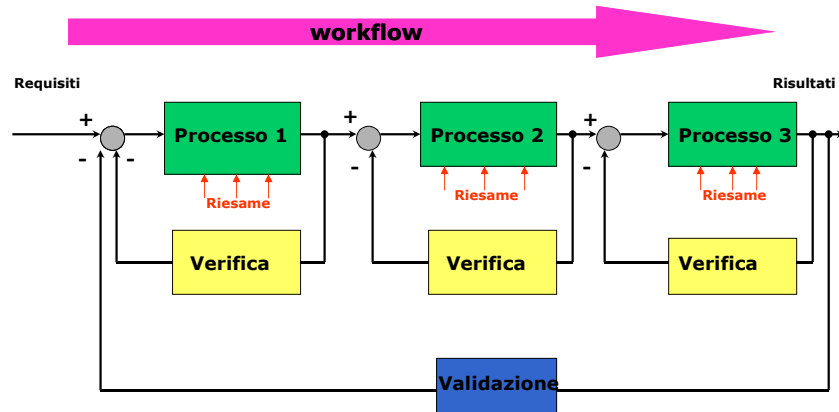 workflow
Requisiti
Risultati
+
+
+
Processo 1
Processo 2
Processo 3
-
-
-
-
Riesame
Riesame
Riesame
Verifica
Verifica
Verifica
Validazione